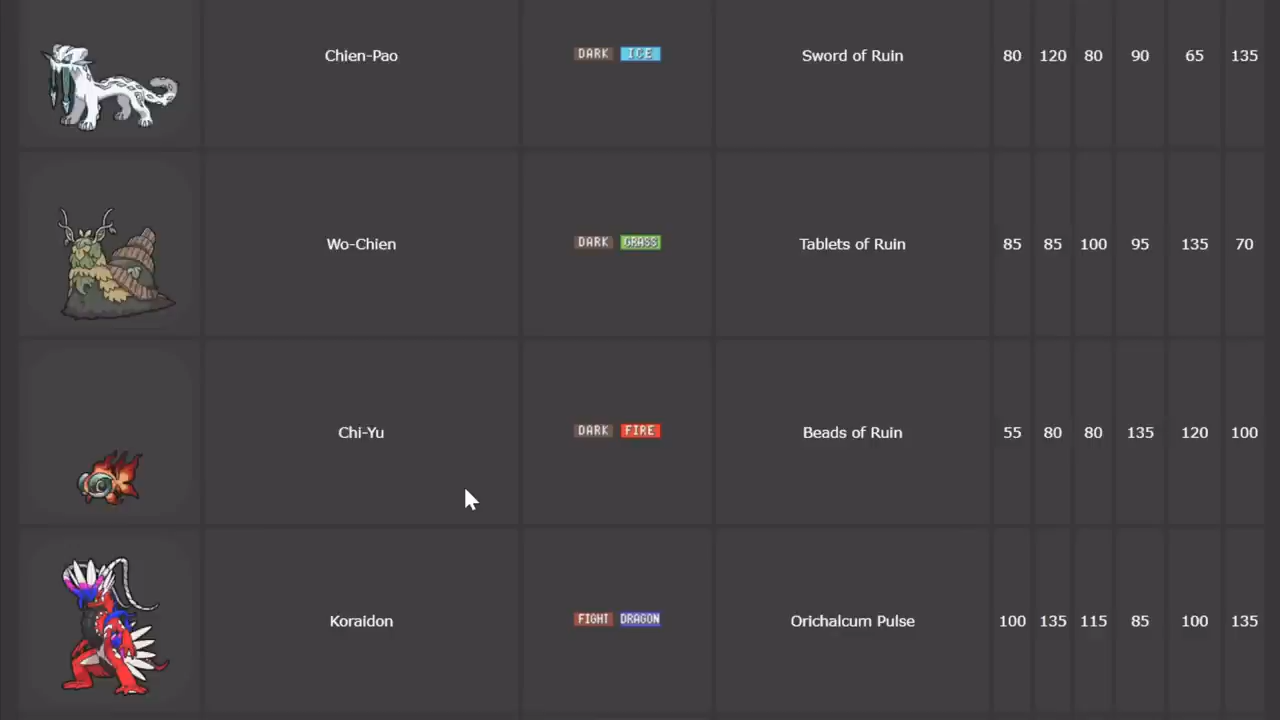 Chien-Pao DARK ICE Sword of Ruin 80 120 80 90 65 135
Wo-Chien DARK GRASS Tablets of Ruin 85 85 100 95 135 70
Chi-Yu DARK FIRE Beads of Ruin 55 80 80 135 120 100
Koraidon FIGHT DRAGON Orichalcum Pulse 100 135 115 85 100 135